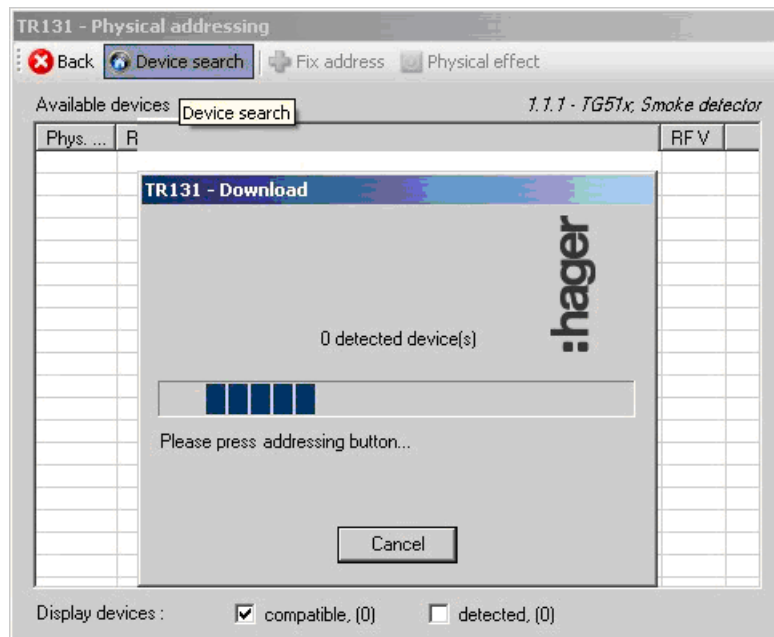 TR131 - Physical addressing
Back Device search Fix address Physical effect
Available devices 1.1.1 - TG51x, Smoke detector
Device search
Phys. ... R RF V
TR131 - Download
:hager
0 detected device(s)
Please press addressing button...
Cancel
Display devices : compatible, (0) detected, (0)